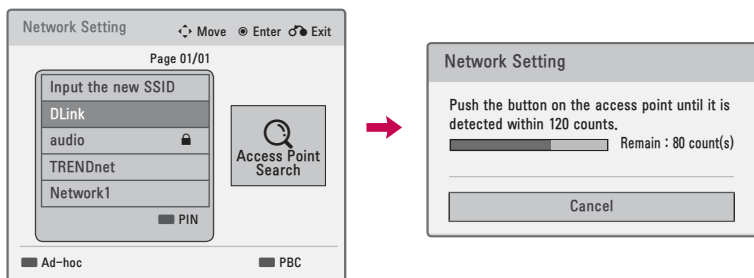 Network Setting
Move Enter Exit
Page 01/01
Input the new SSID
DLink
audio
TRENDnet
Network1
PIN
Access Point
Search
Ad-hoc
PBC
Network Setting
Push the button on the access point until it is
detected within 120 counts.
Remain : 80 count(s)
Cancel